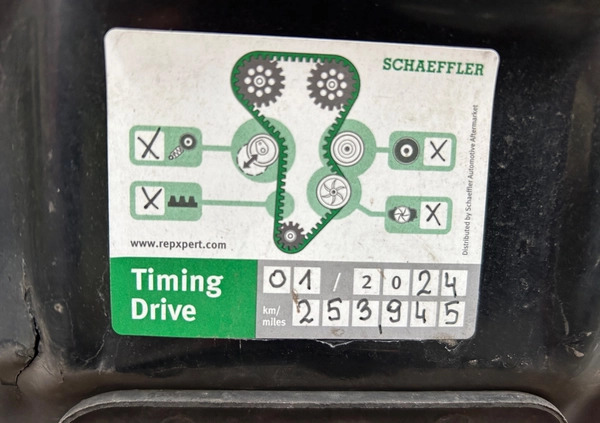 SCHAEFFLER
X
X
X
X
Distributed by Schaeffler Automotive Aftermarket
www.repxpert.com
Timing
Drive
01 / 2024
km/
miles
253945